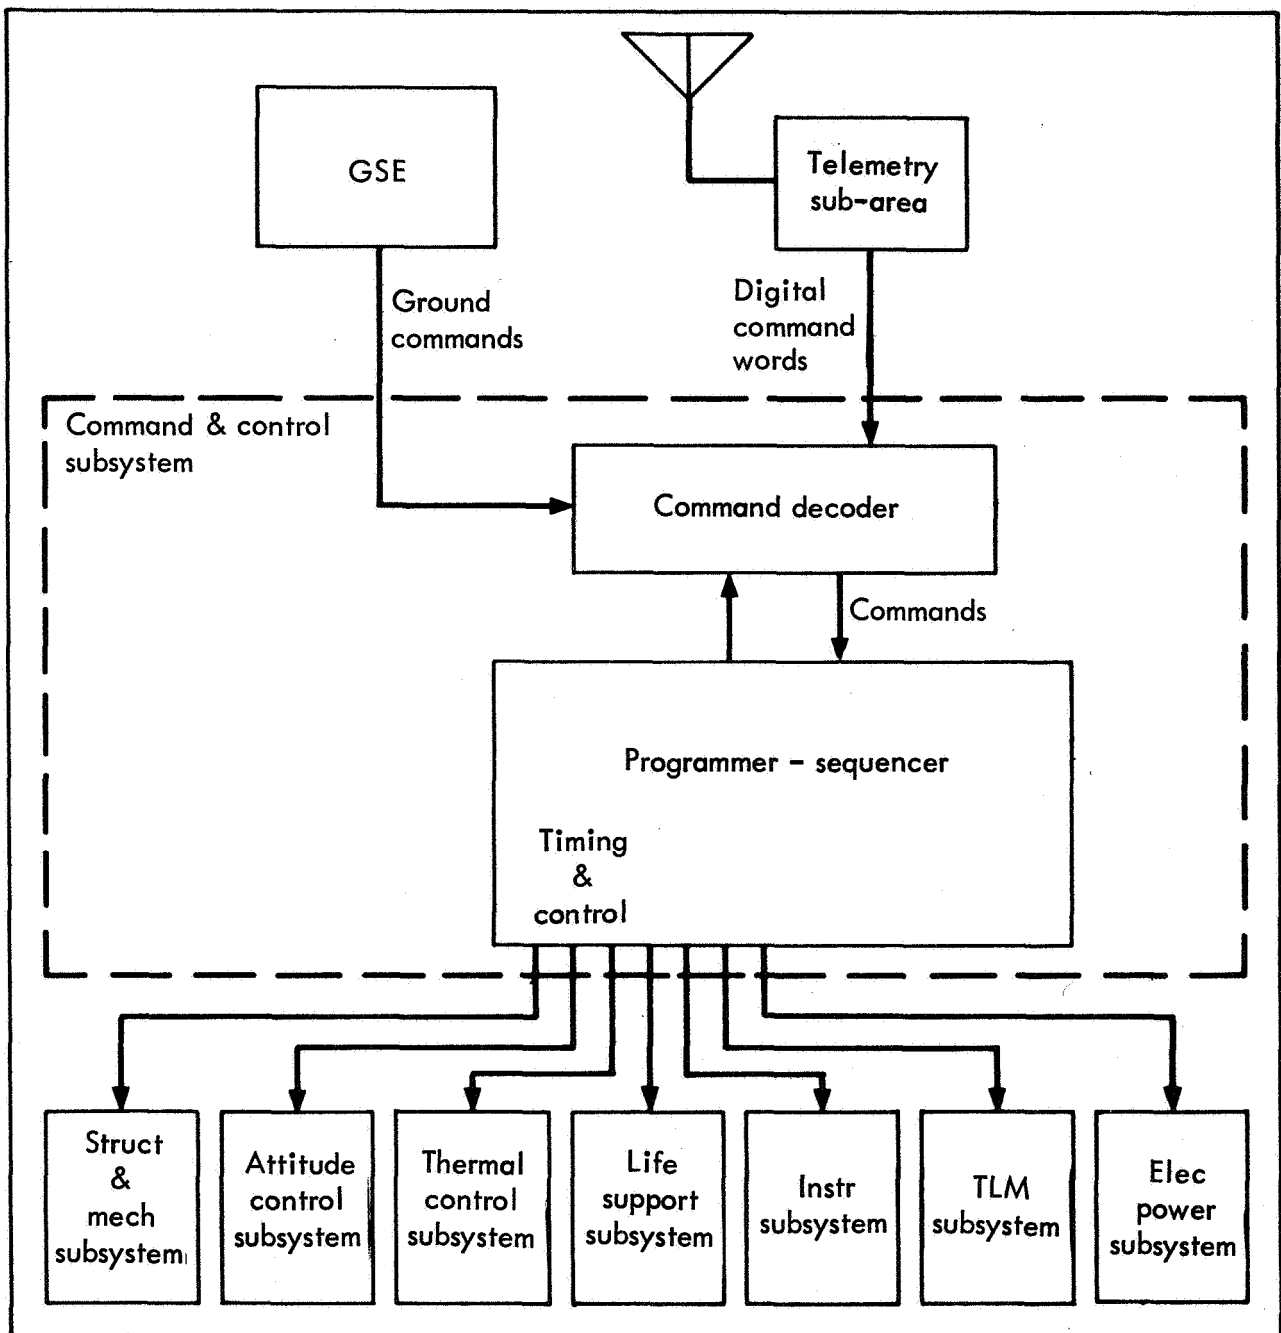 GSE
Telemetry
sub-area
Ground
commands
Digital
command
words
Command & control
subsystem
Command decoder
Commands
Programmer - sequencer
Timing
&
control
Struct
&
mech
subsystem
Attitude
control
subsystem
Thermal
control
subsystem
Life
support
subsystem
Instr
subsystem
TLM
subsystem
Elec
power
subsystem